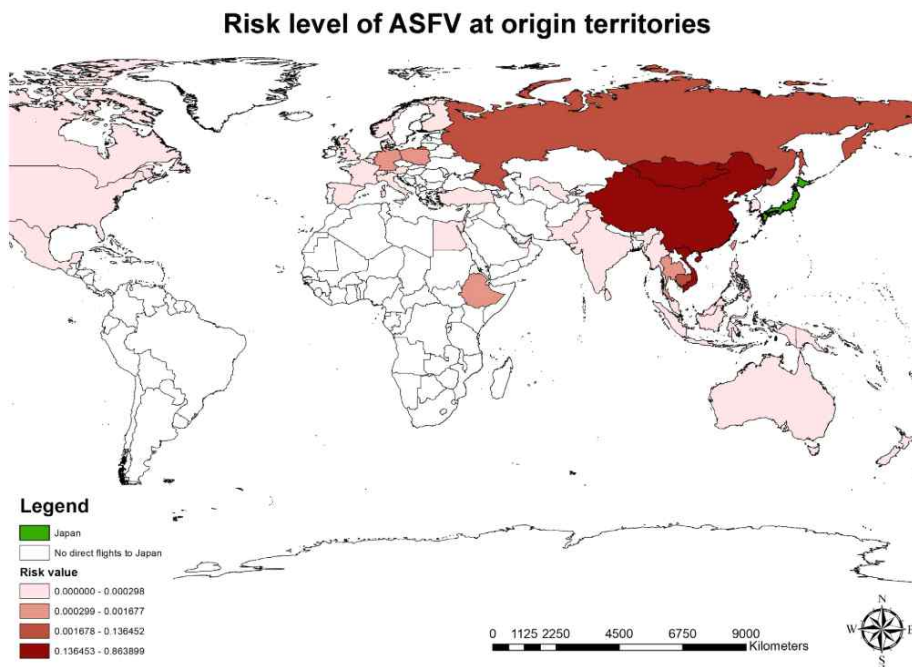 Risk level of ASFV at origin territories
Legend
Japan
No direct flights to Japan
Risk value
0.000000 - 0.000298
0.000299 - 0.001677
0.001678 - 0.136452
0.136453 - 0.863899
0 1125 2250 4500 6750 9000
Kilometers
N
W E
S